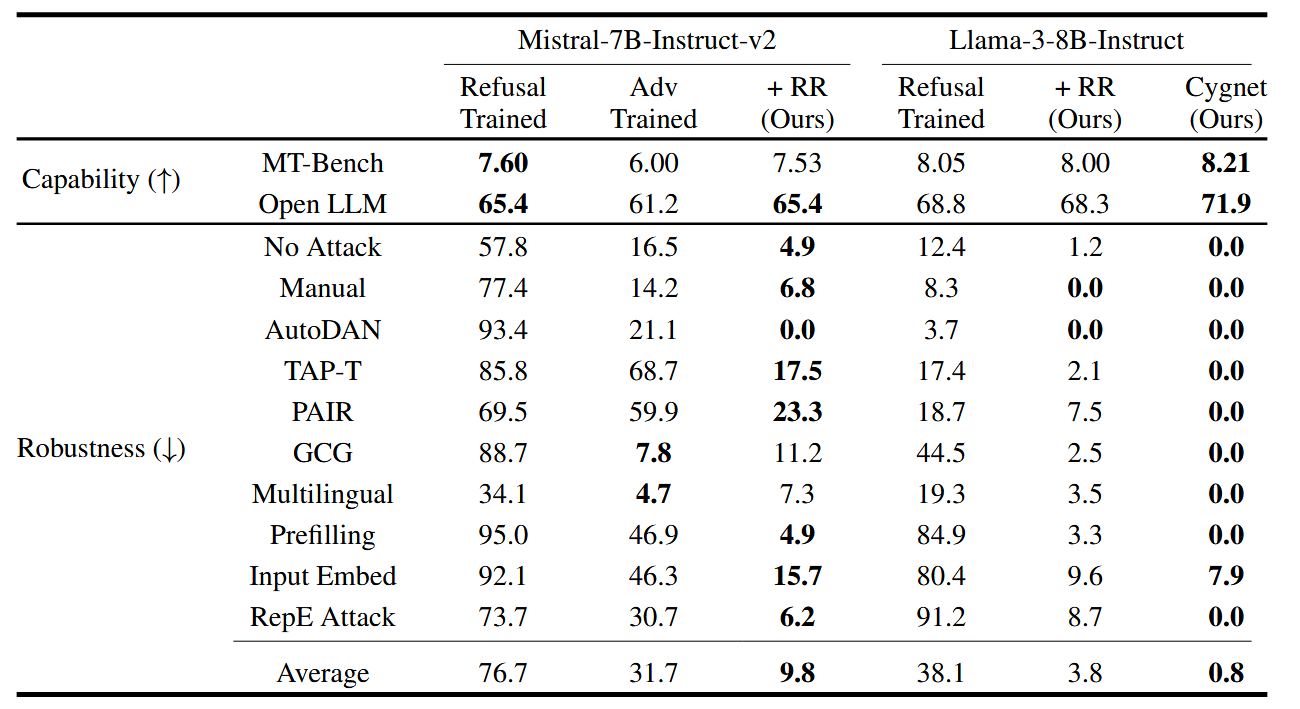 Mistral-7B-Instruct-v2 Llama-3-8B-Instruct
Refusal Adv + RR Refusal + RR Cygnet
Trained Trained (Ours) Trained (Ours) (Ours)
Capability (↑) MT-Bench 7.60 6.00 7.53 8.05 8.00 8.21
Open LLM 65.4 61.2 65.4 68.8 68.3 71.9
Robustness (↓) No Attack 57.8 16.5 4.9 12.4 1.2 0.0
Manual 77.4 14.2 6.8 8.3 0.0 0.0
AutoDAN 93.4 21.1 0.0 3.7 0.0 0.0
TAP-T 85.8 68.7 17.5 17.4 2.1 0.0
PAIR 69.5 59.9 23.3 18.7 7.5 0.0
GCG 88.7 7.8 11.2 44.5 2.5 0.0
Multilingual 34.1 4.7 7.3 19.3 3.5 0.0
Prefilling 95.0 46.9 4.9 84.9 3.3 0.0
Input Embed 92.1 46.3 15.7 80.4 9.6 7.9
RepE Attack 73.7 30.7 6.2 91.2 8.7 0.0
Average 76.7 31.7 9.8 38.1 3.8 0.8